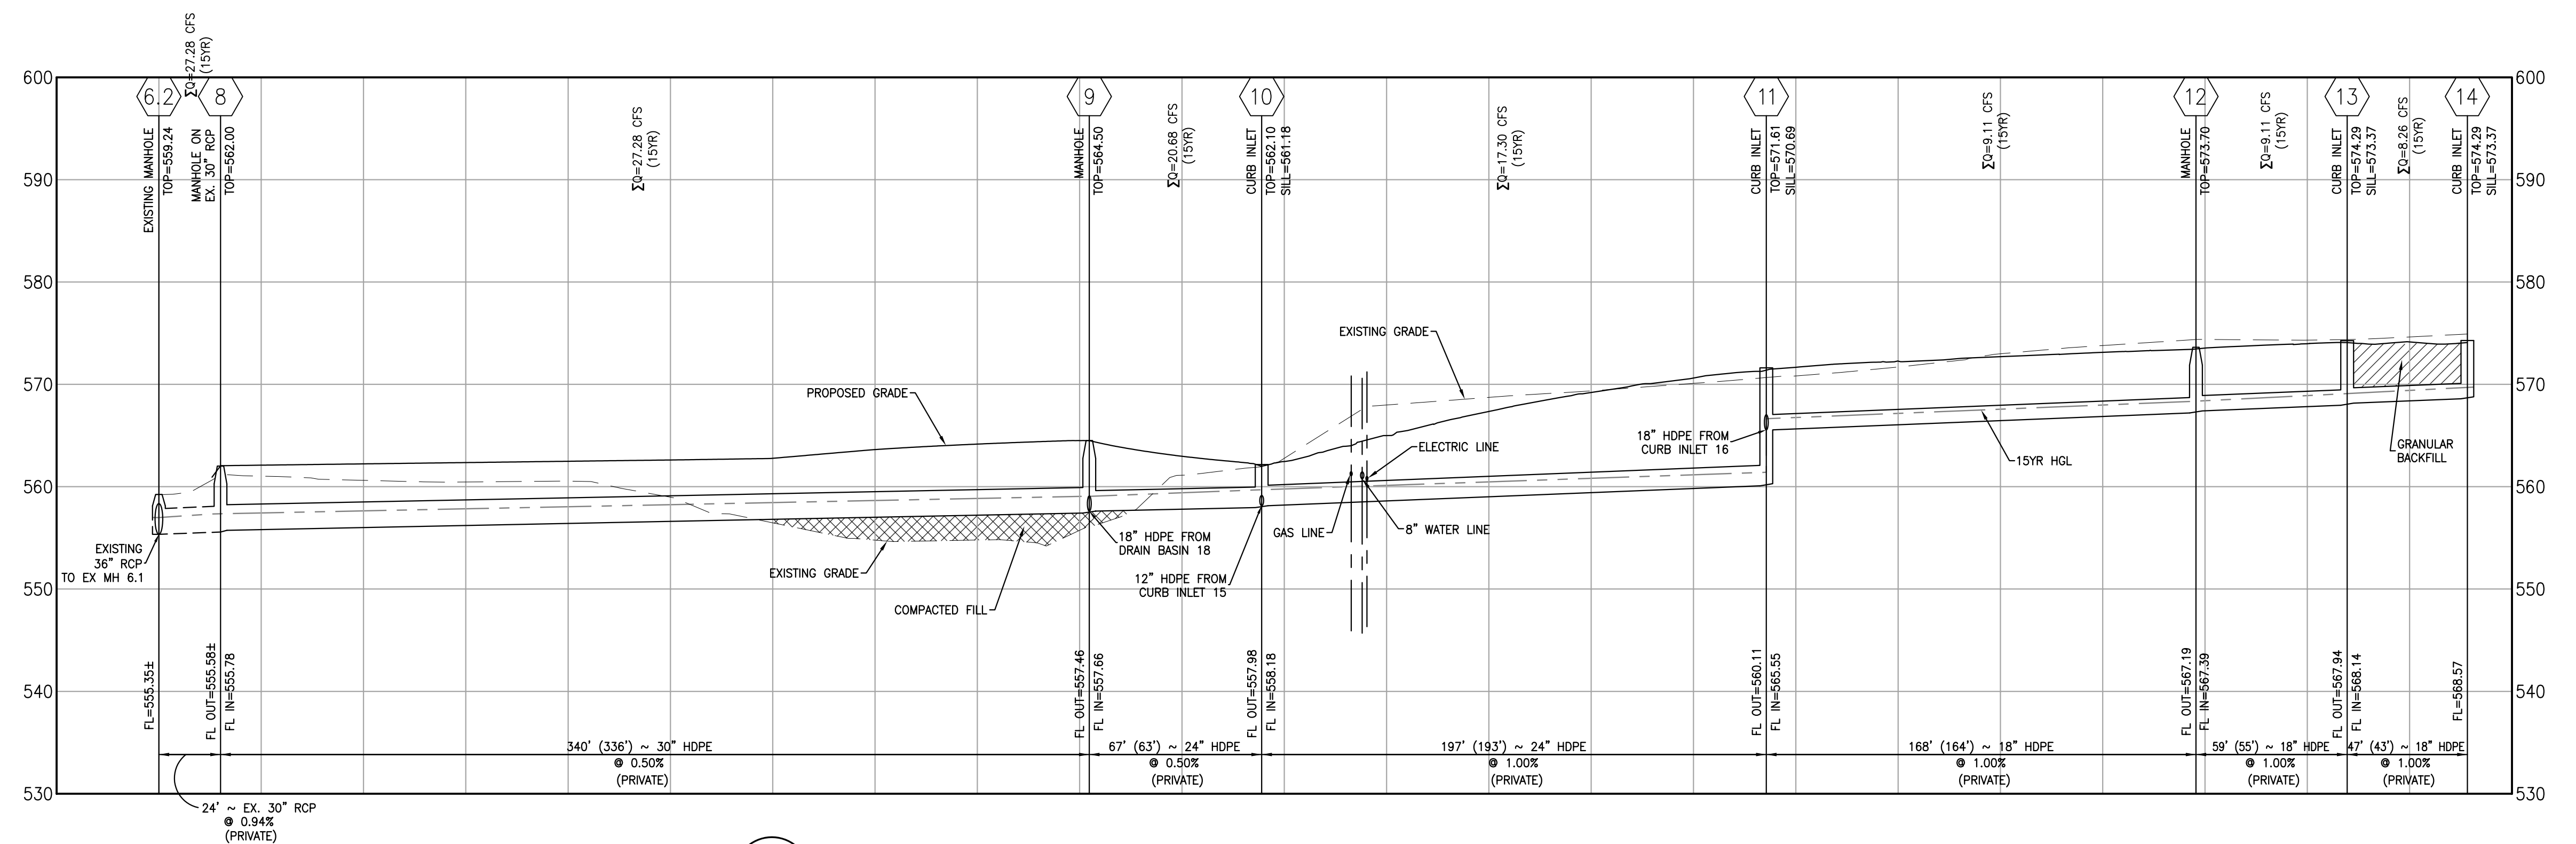 ΣQ=27.28 CFS
(15YR)
600
600
6.2
8
9
10
11
12
13
14
EXISTING MANHOLE
TOP=559.24
MANHOLE ON
EX. 30" RCP
TOP=562.00
ΣQ=27.28 CFS
(15YR)
MANHOLE
TOP=564.50
ΣQ=20.68 CFS
(15YR)
CURB INLET
TOP=562.10
SILL=561.18
ΣQ=17.30 CFS
(15YR)
CURB INLET
TOP=571.61
SILL=570.69
ΣQ=9.11 CFS
(15YR)
MANHOLE
TOP=573.70
ΣQ=9.11 CFS
(15YR)
CURB INLET
TOP=574.29
SILL=573.37
ΣQ=8.26 CFS
(15YR)
CURB INLET
TOP=574.29
SILL=573.37
590
590
580
580
EXISTING GRADE
570
570
PROPOSED GRADE
18" HDPE FROM
CURB INLET 16
ELECTRIC LINE
15YR HGL
GRANULAR
BACKFILL
560
560
GAS LINE
8" WATER LINE
18" HDPE FROM
DRAIN BASIN 18
EXISTING
36" RCP
TO EX MH 6.1
EXISTING GRADE
12" HDPE FROM
CURB INLET 15
550
550
COMPACTED FILL
FL=555.35±
FL OUT=555.58±
FL IN=555.78
FL OUT=557.46
FL IN=557.66
FL OUT=557.98
FL IN=558.18
FL OUT=560.11
FL IN=565.55
FL OUT=567.19
FL IN=567.39
FL OUT=567.94
FL IN=568.14
FL=568.57
540
540
340' (336') ~ 30" HDPE
@ 0.50%
(PRIVATE)
67' (63') ~ 24" HDPE
@ 0.50%
(PRIVATE)
197' (193') ~ 24" HDPE
@ 1.00%
(PRIVATE)
168' (164') ~ 18" HDPE
@ 1.00%
(PRIVATE)
59' (55') ~ 18" HDPE
@ 1.00%
(PRIVATE)
47' (43') ~ 18" HDPE
@ 1.00%
(PRIVATE)
530
530
24' ~ EX. 30" RCP
@ 0.94%
(PRIVATE)